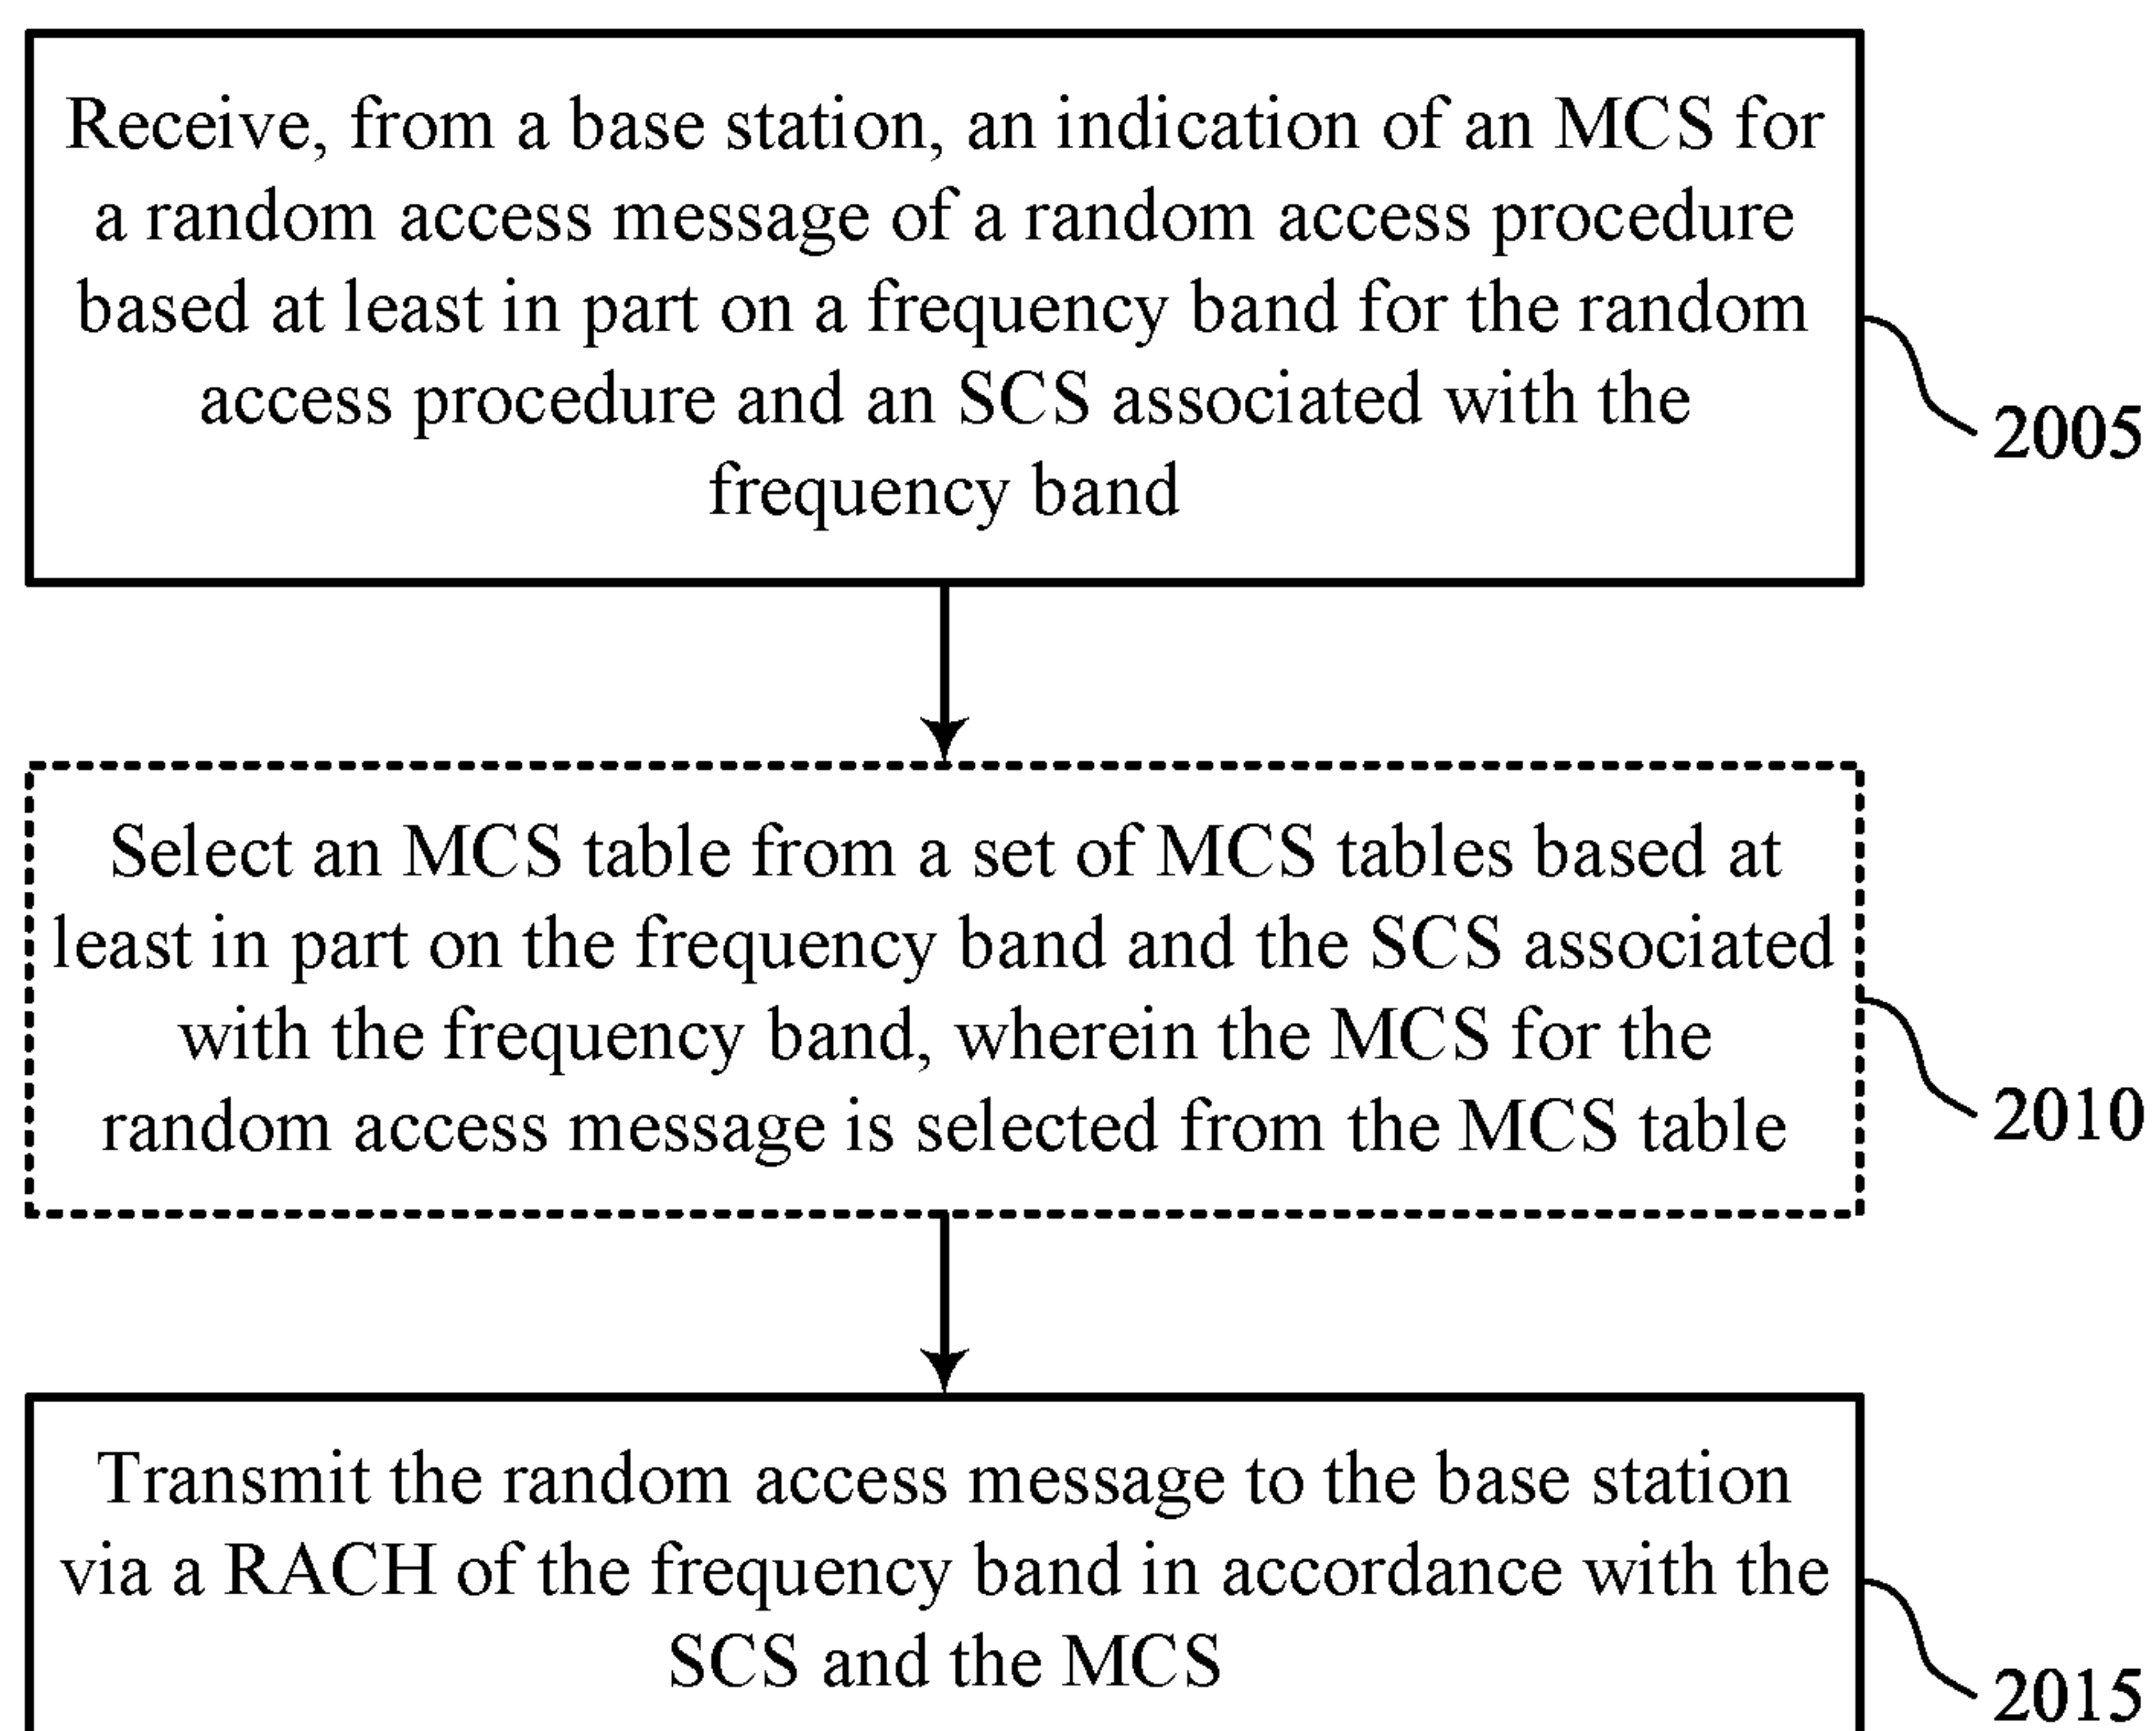 Receive, from a base station, an indication of an MCS for
a random access message of a random access procedure
based at least in part on a frequency band for the random
access procedure and an SCS associated with the
frequency band
2005
Select an MCS table from a set of MCS tables based at
least in part on the frequency band and the SCS associated
with the frequency band, wherein the MCS for the
random access message is selected from the MCS table
2010
Transmit the random access message to the base station
via a RACH of the frequency band in accordance with the
SCS and the MCS
2015